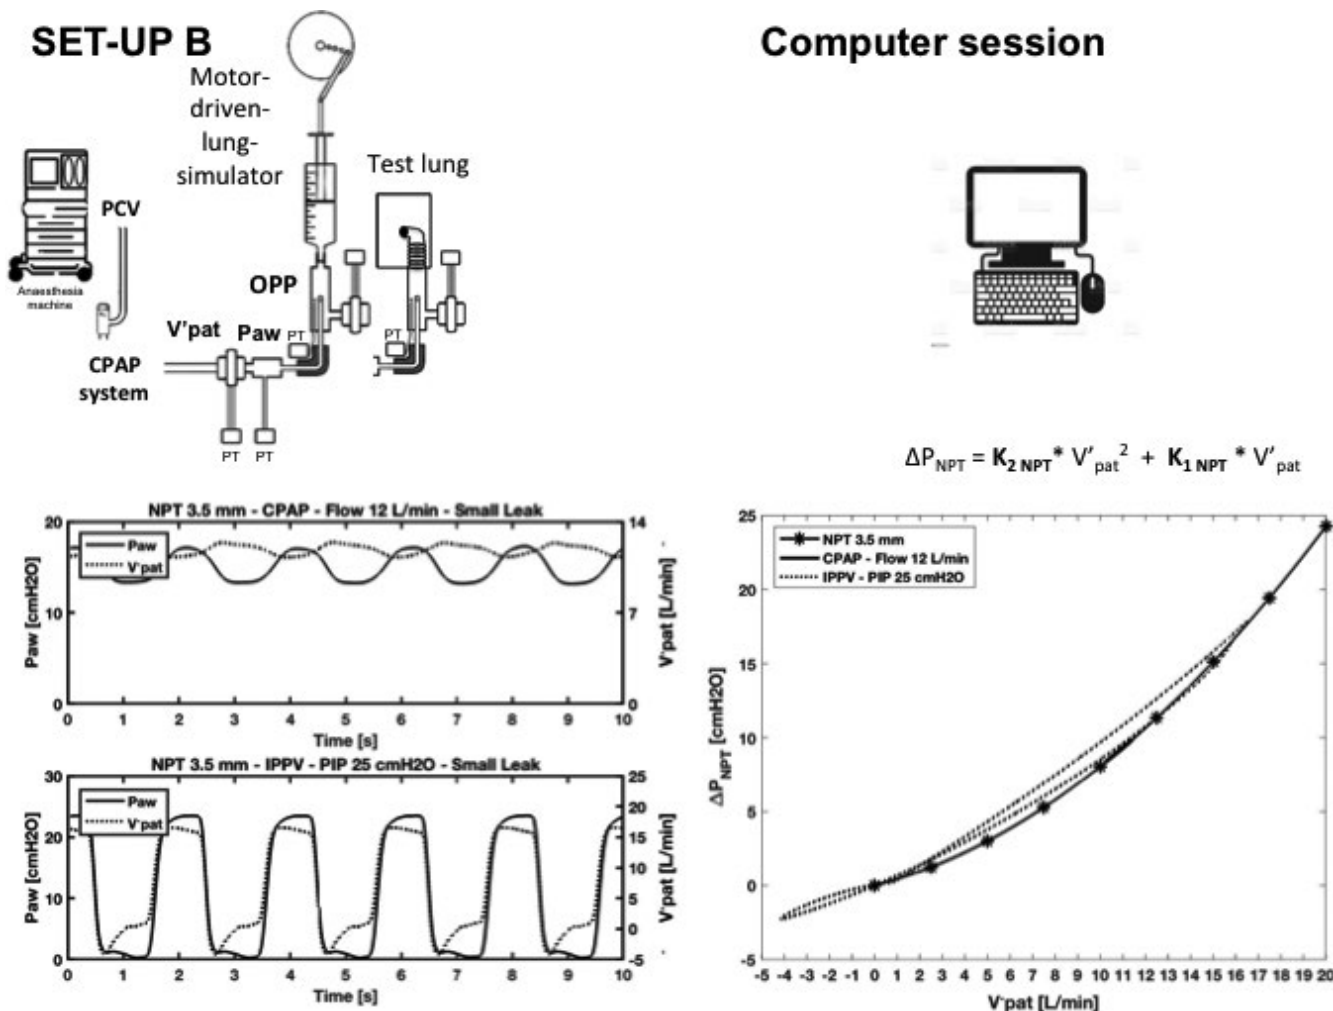 SET-UP B
Computer session
Motor-
driven-
lung-
simulator
Test lung
PCV
Anaesthesia
machine
OPP
V'pat
Paw
PT
PT
CPAP
system
PT
PT
ΔP_NPT = K_2 NPT* V'_pat² + K_1 NPT * V'_pat
NPT 3.5 mm - CPAP - Flow 12 L/min - Small Leak
Paw
V'pat
20
10
0
14
7
0
Paw [cmH2O]
V'pat [L/min]
0 1 2 3 4 5 6 7 8 9 10
Time [s]
NPT 3.5 mm - IPPV - PIP 25 cmH2O - Small Leak
Paw
V'pat
30
20
10
0
25
20
15
10
5
0
-5
Paw [cmH2O]
V'pat [L/min]
0 1 2 3 4 5 6 7 8 9 10
Time [s]
NPT 3.5 mm
CPAP - Flow 12 L/min
IPPV - PIP 25 cmH2O
25
20
15
10
5
0
-5
ΔP_NPT [cmH2O]
-5 -4 -3 -2 -1 0 1 2 3 4 5 6 7 8 9 10 11 12 13 14 15 16 17 18 19 20
V'pat [L/min]